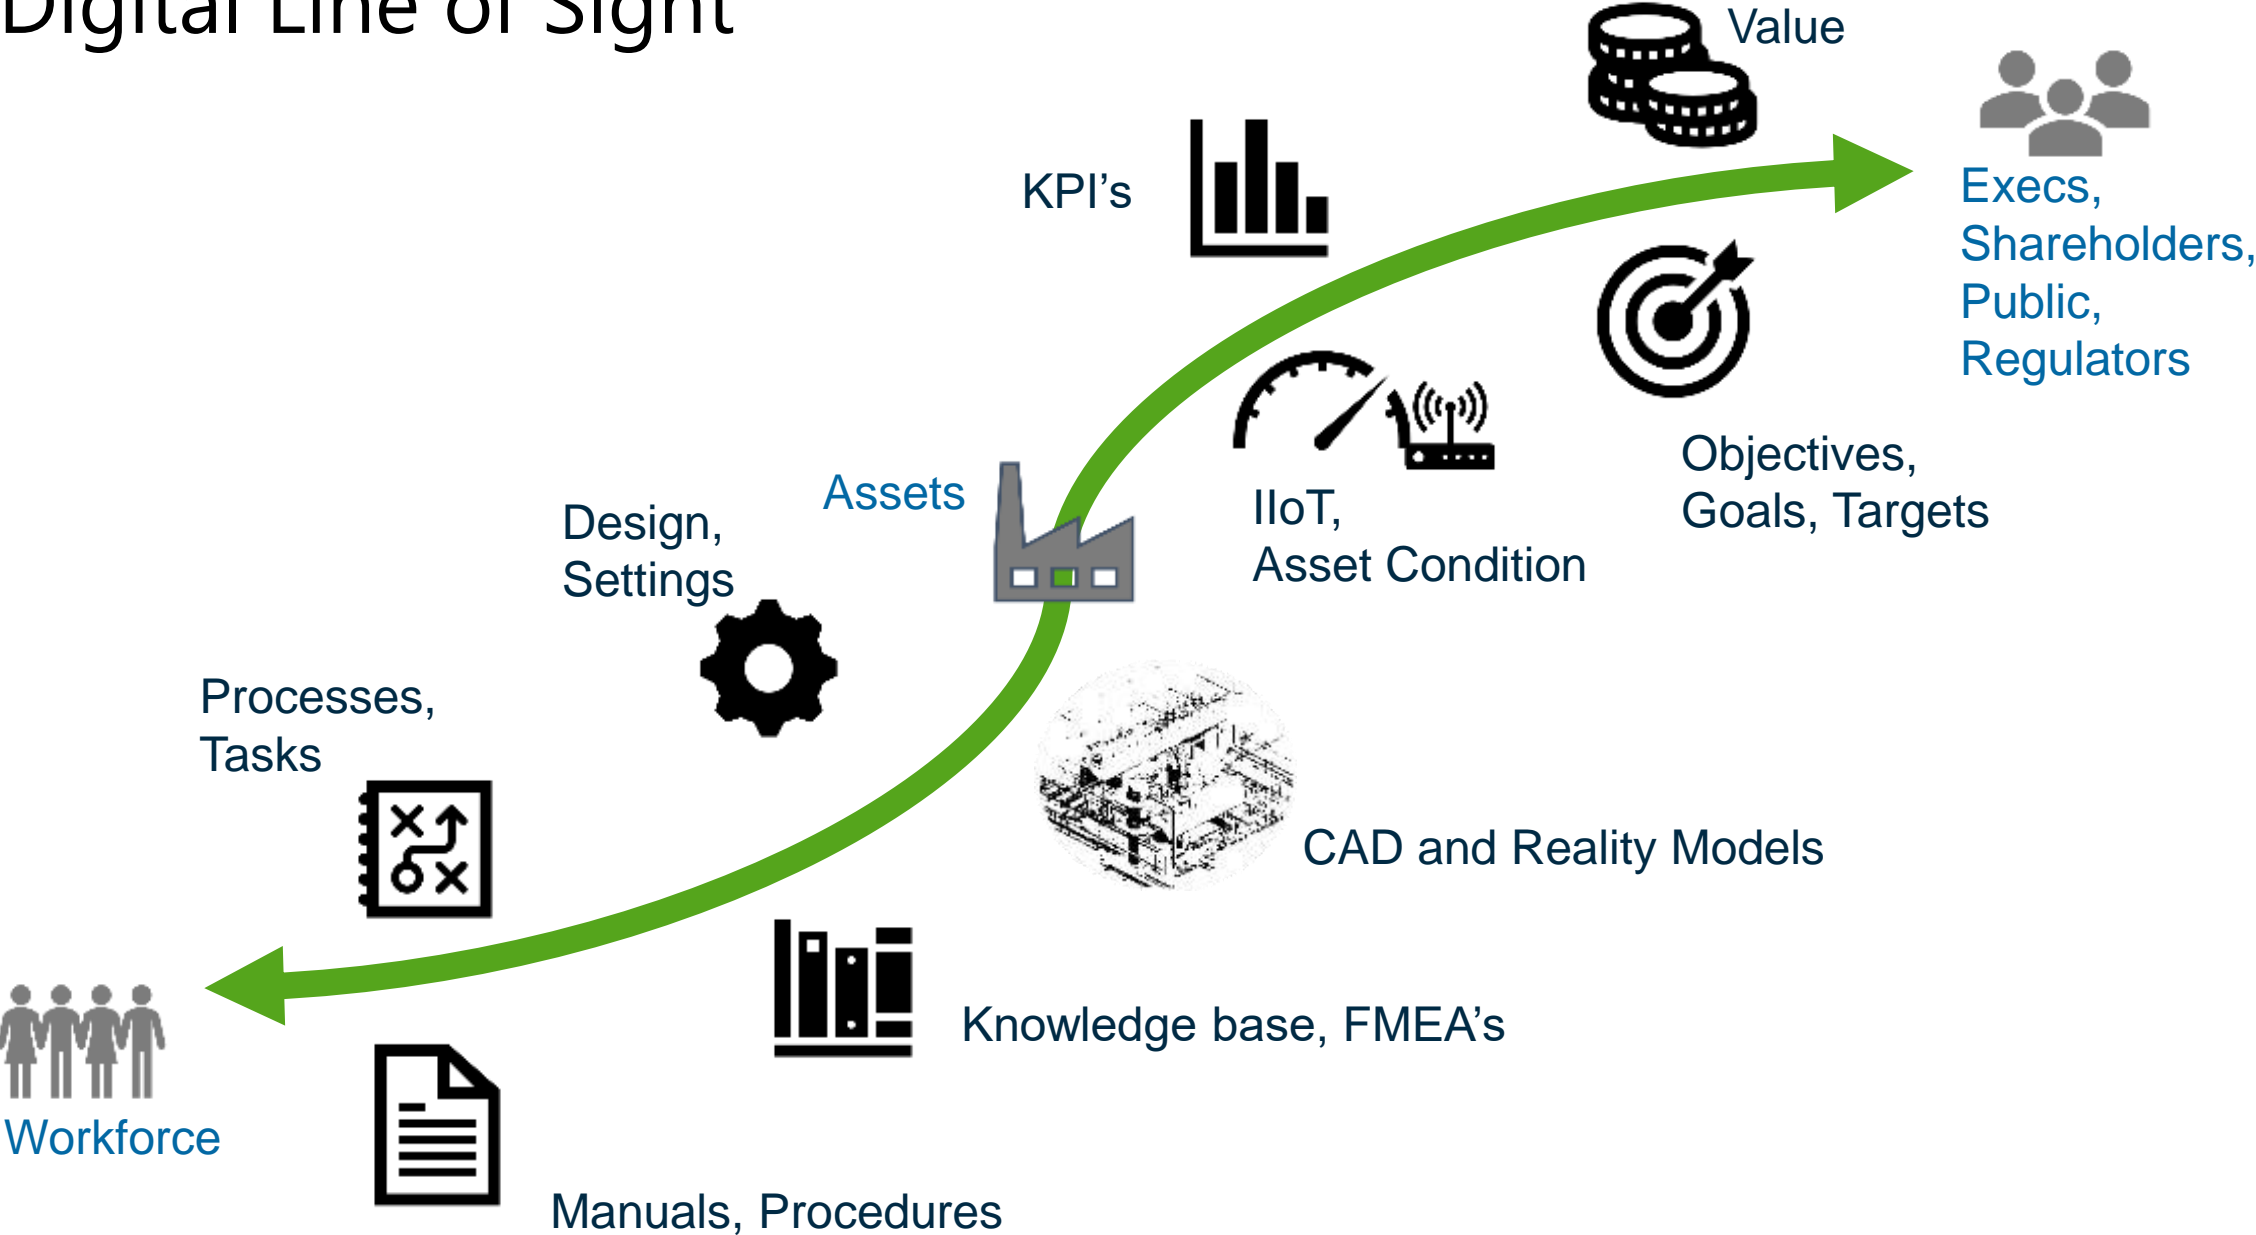 Digital Line of Sight
Value
KPI's
Execs,
Shareholders,
Public,
Regulators
Objectives,
Goals, Targets
Assets
IIoT,
Asset Condition
Design,
Settings
Processes,
Tasks
CAD and Reality Models
Knowledge base, FMEA's
Workforce
Manuals, Procedures